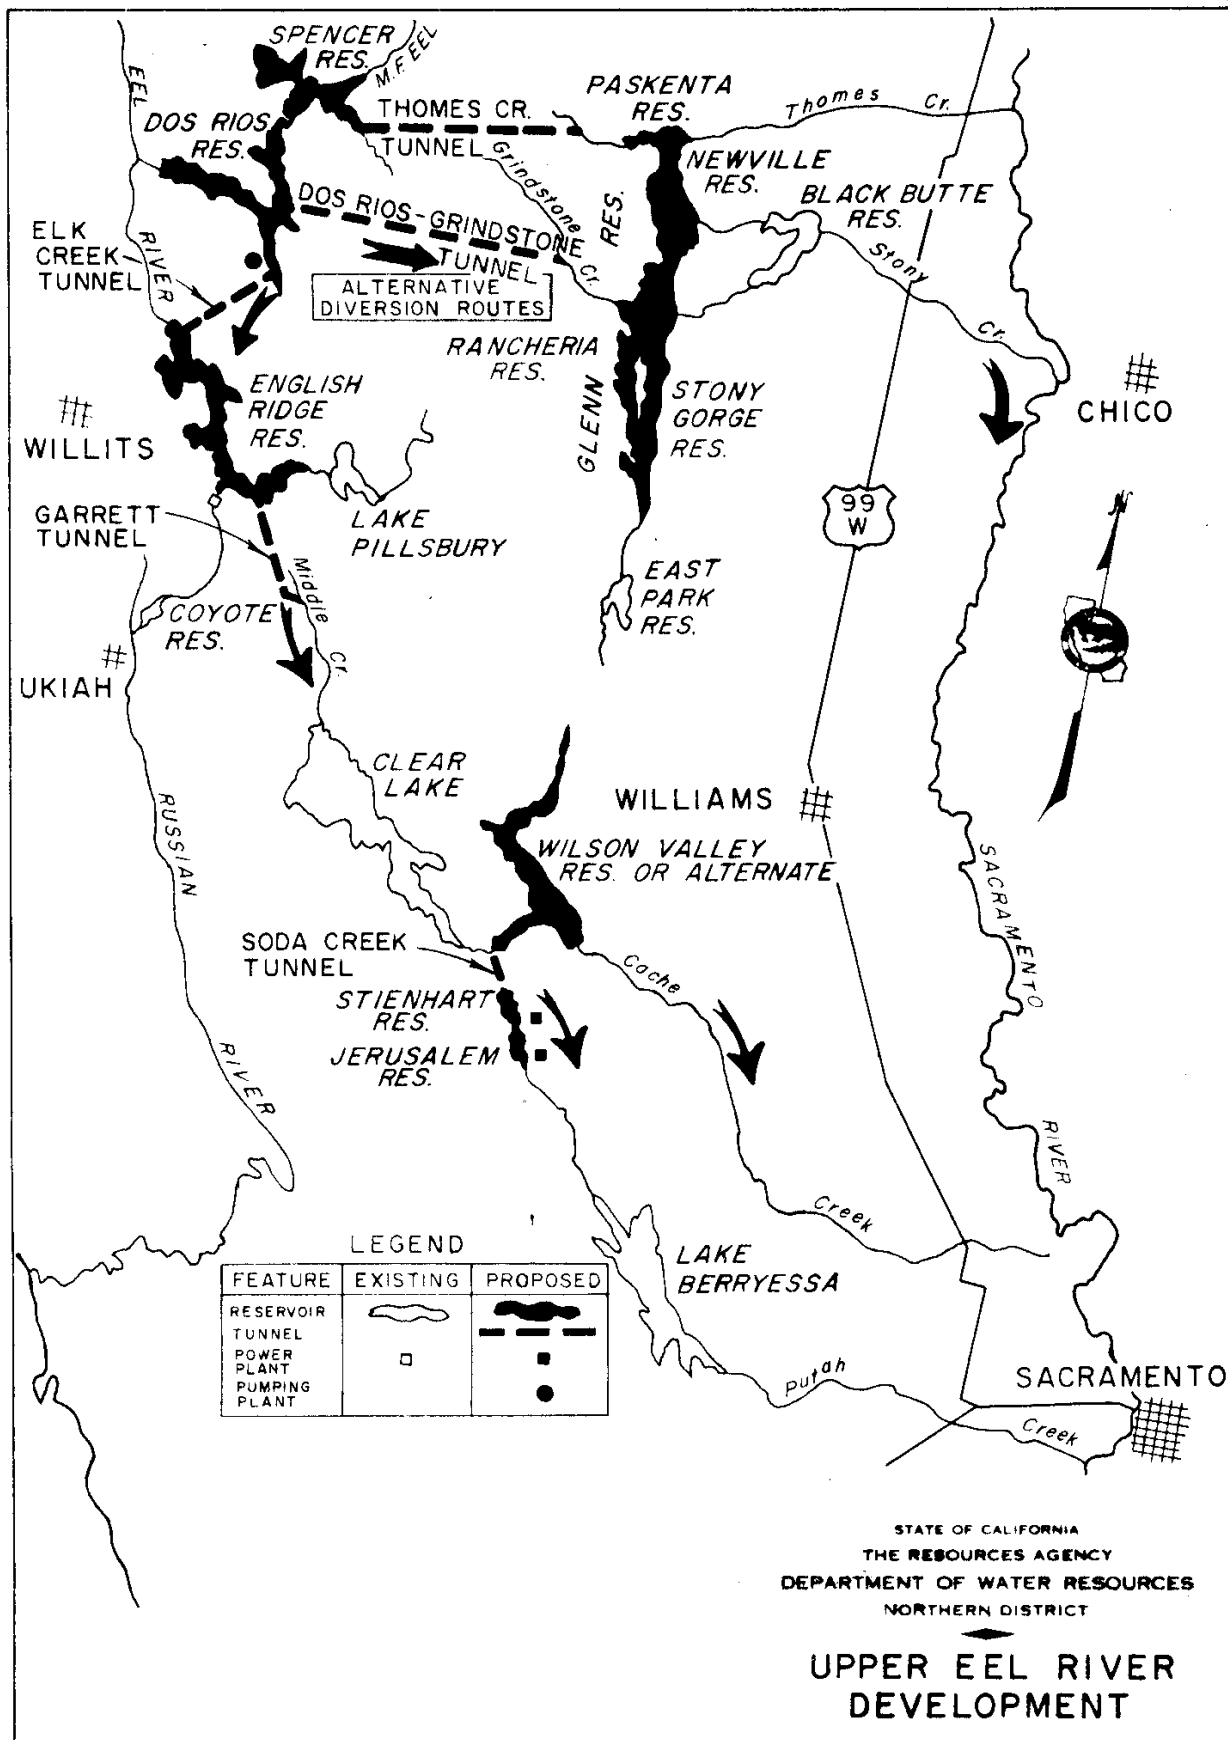 SPENCER
RES.
M.F. EEL
EEL
RIVER
DOS RIOS
RES.
THOMES CR.
TUNNEL
PASKENTA
RES.
Thomes Cr.
Grindstone
Cr.
NEWVILLE
RES.
BLACK BUTTE
RES.
Stony
Cr.
DOS RIOS-GRINDSTONE
TUNNEL
ELK
CREEK
TUNNEL
ALTERNATIVE
DIVERSION ROUTES
GLENN RES.
RANCHERIA
RES.
STONY
GORGE
RES.
ENGLISH
RIDGE
RES.
WILLITS
CHICO
99
W
N
GARRETT
TUNNEL
LAKE
PILLSBURY
EAST
PARK
RES.
Middle
Cr.
COYOTE
RES.
UKIAH
CLEAR
LAKE
WILLIAMS
RUSSIAN
RIVER
WILSON VALLEY
RES. OR ALTERNATE
SACRAMENTO
RIVER
SODA CREEK
TUNNEL
Cache
Creek
STIENHART
RES.
JERUSALEM
RES.
LAKE
BERRYESSA
LEGEND
FEATURE EXISTING PROPOSED
RESERVOIR
TUNNEL
POWER
PLANT
PUMPING
PLANT
Putah
Creek
SACRAMENTO
STATE OF CALIFORNIA
THE RESOURCES AGENCY
DEPARTMENT OF WATER RESOURCES
NORTHERN DISTRICT
UPPER EEL RIVER
DEVELOPMENT